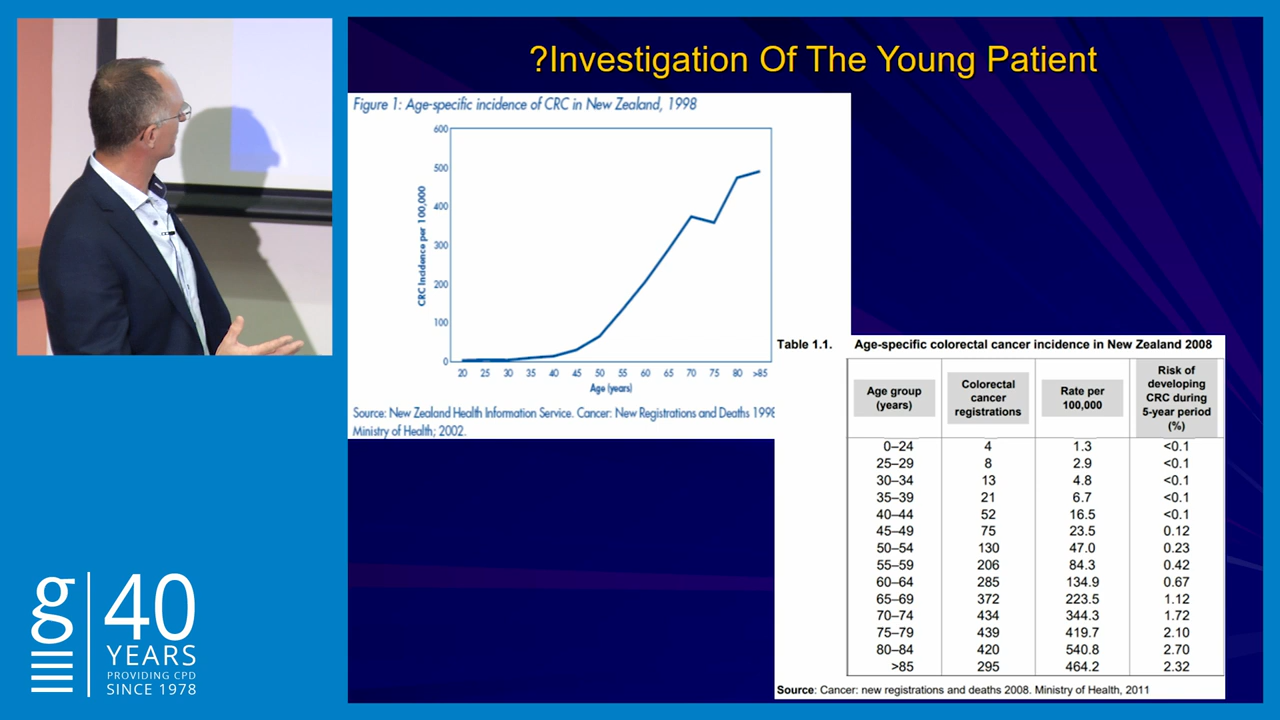 ?Investigation Of The Young Patient
Figure 1: Age-specific incidence of CRC in New Zealand, 1998
CRC Incidence per 100,000
600
500
400
300
200
100
0
20 25 30 35 40 45 50 55 60 65 70 75 80 >85
Age (years)
Source: New Zealand Health Information Service. Cancer: New Registrations and Deaths 1998
Ministry of Health; 2002.
Table 1.1. Age-specific colorectal cancer incidence in New Zealand 2008
Age group (years) Colorectal cancer registrations Rate per 100,000 Risk of developing CRC during 5-year period (%)
0–24 4 1.3 <0.1
25–29 8 2.9 <0.1
30–34 13 4.8 <0.1
35–39 21 6.7 <0.1
40–44 52 16.5 <0.1
45–49 75 23.5 0.12
50–54 130 47.0 0.23
55–59 206 84.3 0.42
60–64 285 134.9 0.67
65–69 372 223.5 1.12
70–74 434 344.3 1.72
75–79 439 419.7 2.10
80–84 420 540.8 2.70
>85 295 464.2 2.32
Source: Cancer: new registrations and deaths 2008. Ministry of Health, 2011
g 40
YEARS
PROVIDING CPD
SINCE 1978